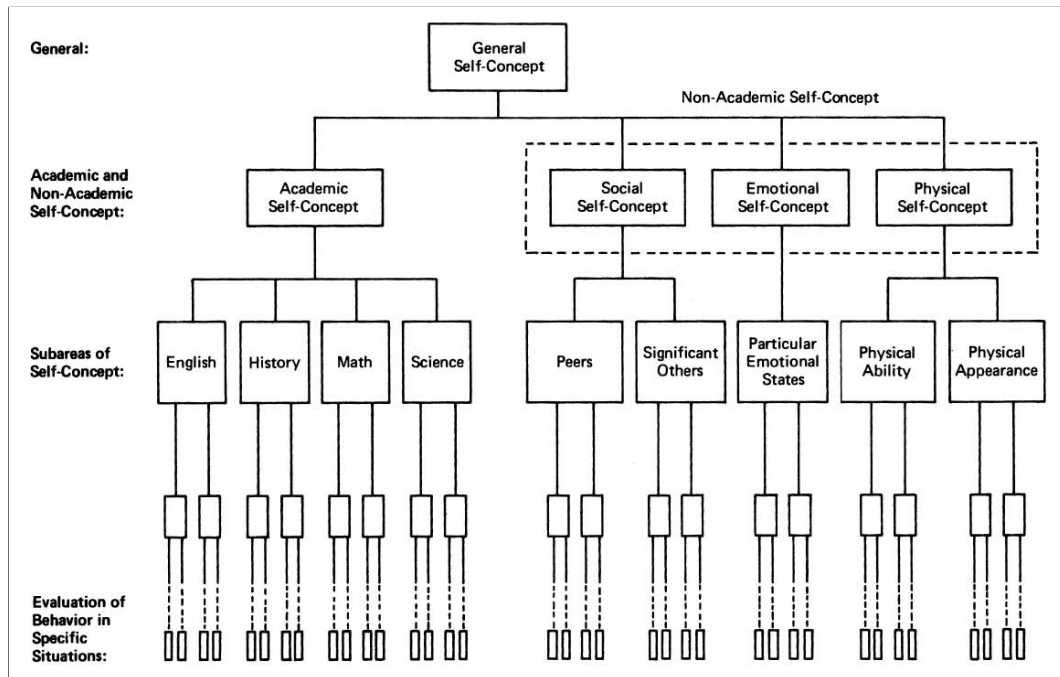 General:
General
Self-Concept
Non-Academic Self-Concept
Academic and
Non-Academic
Self-Concept:
Academic
Self-Concept
Social
Self-Concept
Emotional
Self-Concept
Physical
Self-Concept
Subareas of
Self-Concept:
English
History
Math
Science
Peers
Significant
Others
Particular
Emotional
States
Physical
Ability
Physical
Appearance
Evaluation of
Behavior in
Specific
Situations: